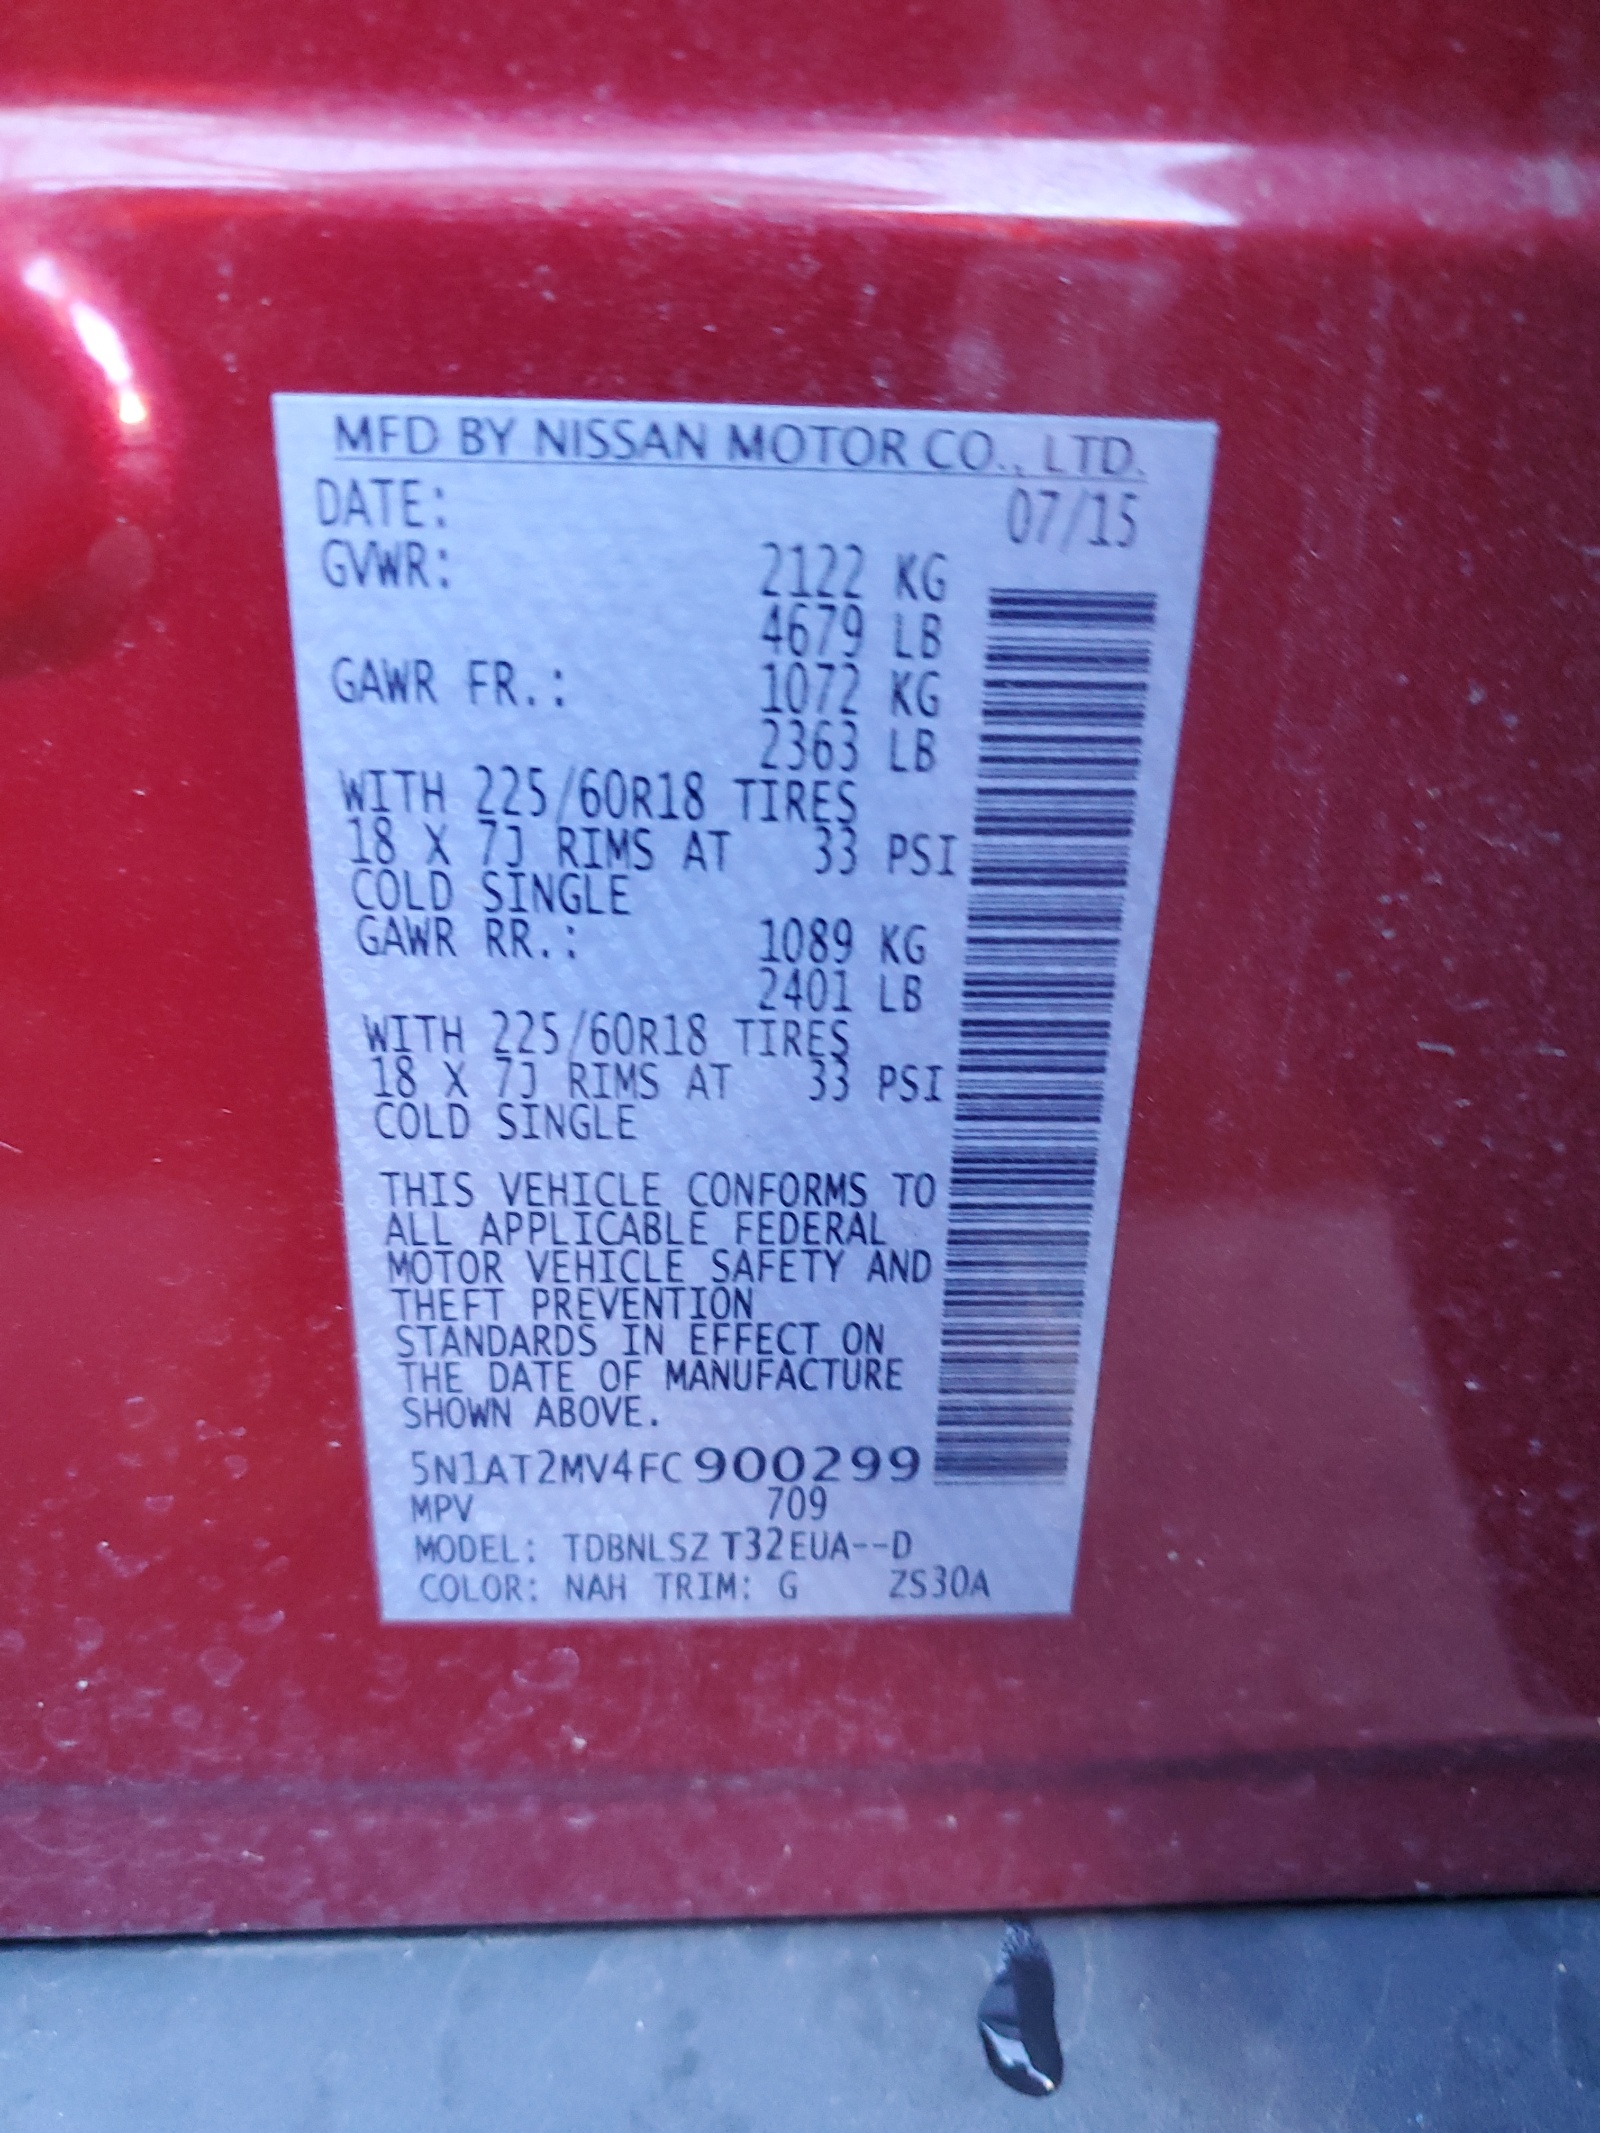 MFD BY NISSAN MOTOR CO., LTD.
DATE: 07/15
GVWR: 2122 KG
4679 LB
GAWR FR.: 1072 KG
2363 LB
WITH 225/60R18 TIRES
18 X 7J RIMS AT 33 PSI
COLD SINGLE
GAWR RR.: 1089 KG
2401 LB
WITH 225/60R18 TIRES
18 X 7J RIMS AT 33 PSI
COLD SINGLE
THIS VEHICLE CONFORMS TO
ALL APPLICABLE FEDERAL
MOTOR VEHICLE SAFETY AND
THEFT PREVENTION
STANDARDS IN EFFECT ON
THE DATE OF MANUFACTURE
SHOWN ABOVE.
5N1AT2MV4FC900299
MPV 709
MODEL: TDBNLSZ T32EUA--D
COLOR: NAH TRIM: G ZS30A